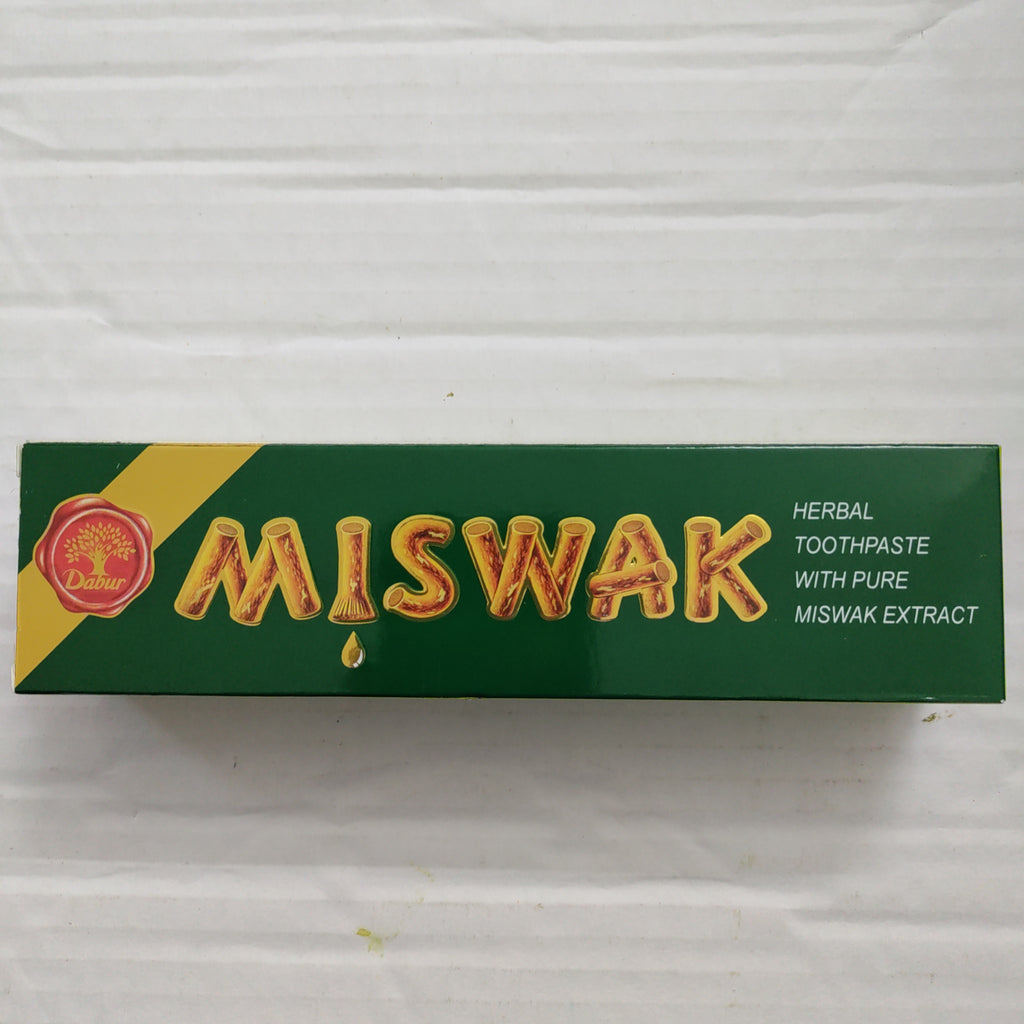 Dabur
MISWAK
HERBAL
TOOTHPASTE
WITH PURE
MISWAK EXTRACT